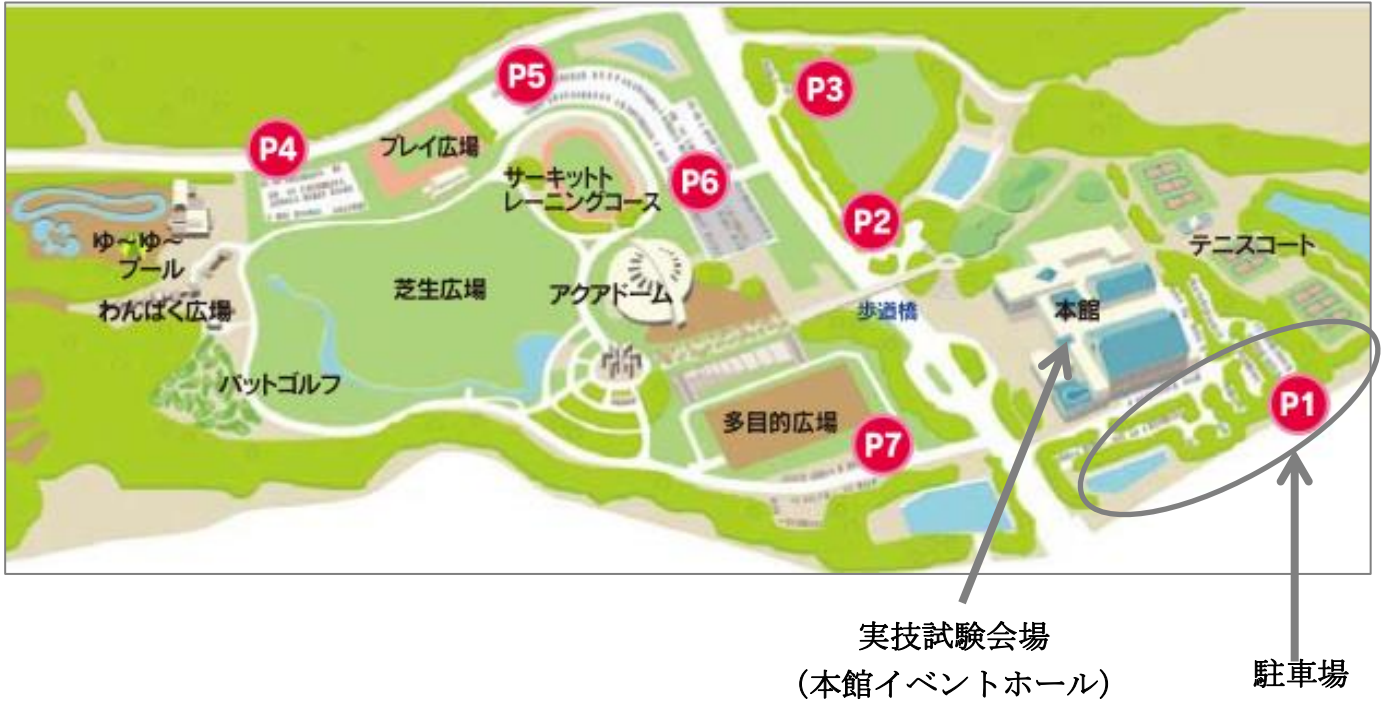 P5
P3
P4
プレイ広場
サーキットト
レーニングコース
P6
P2
ゆ〜ゆ〜
プール
テニスコート
芝生広場
アクアドーム
わんぱく広場
歩道橋
本館
パットゴルフ
多目的広場
P1
P7
実技試験会場
（本館イベントホール）
駐車場